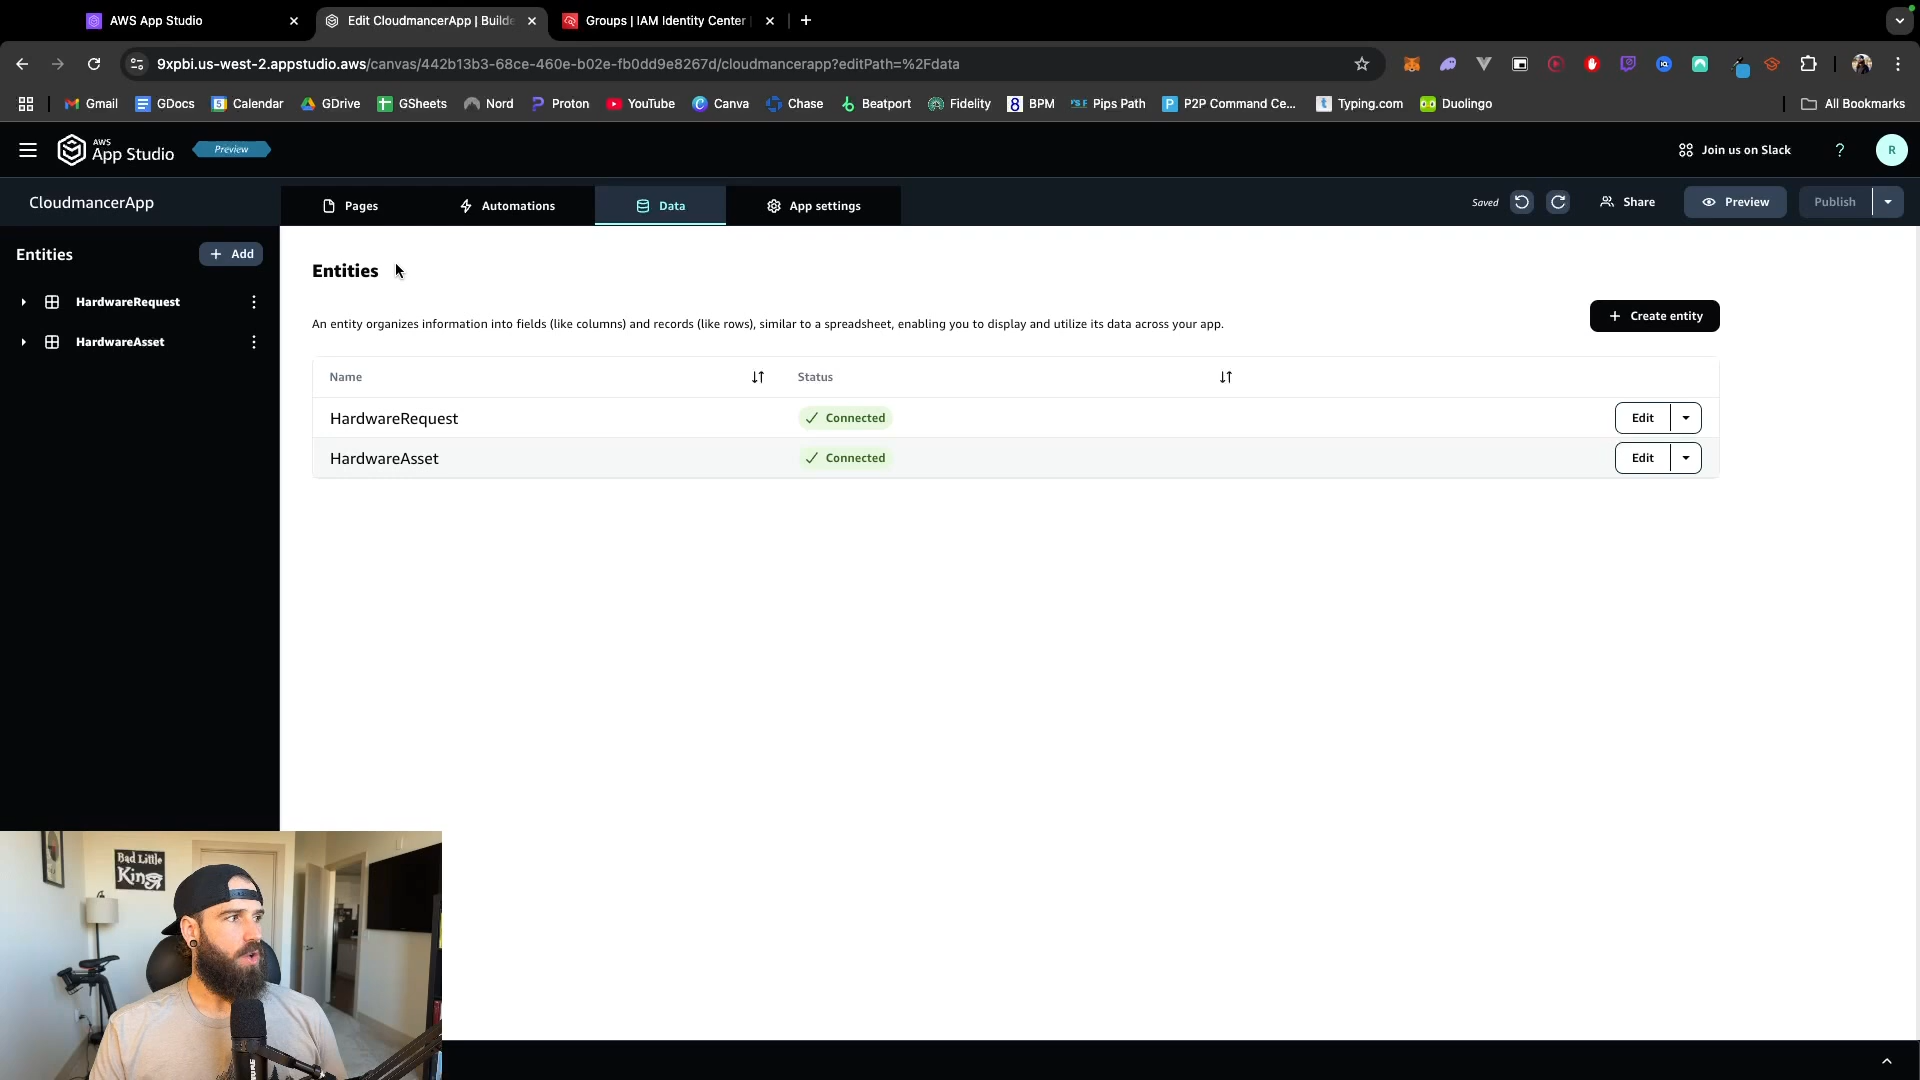 AWS App Studio
Edit CloudmancerApp | Builde
Groups | IAM Identity Center
9xpbi.us-west-2.appstudio.aws/canvas/442b13b3-68ce-460e-b02e-fb0dd9e8267d/cloudmancerapp?editPath=%2Fdata
Gmail
GDocs
Calendar
GDrive
GSheets
Nord
Proton
YouTube
Canva
Chase
Beatport
Fidelity
BPM
Pips Path
P2P Command Ce...
Typing.com
Duolingo
All Bookmarks
AWS
App Studio
Preview
Join us on Slack
?
R
CloudmancerApp
Pages
Automations
Data
App settings
Saved
Share
Preview
Publish
Entities
+ Add
HardwareRequest
HardwareAsset
Entities
An entity organizes information into fields (like columns) and records (like rows), similar to a spreadsheet, enabling you to display and utilize its data across your app.
+ Create entity
Name
Status
HardwareRequest
Connected
Edit
HardwareAsset
Connected
Edit
Bad Little
King